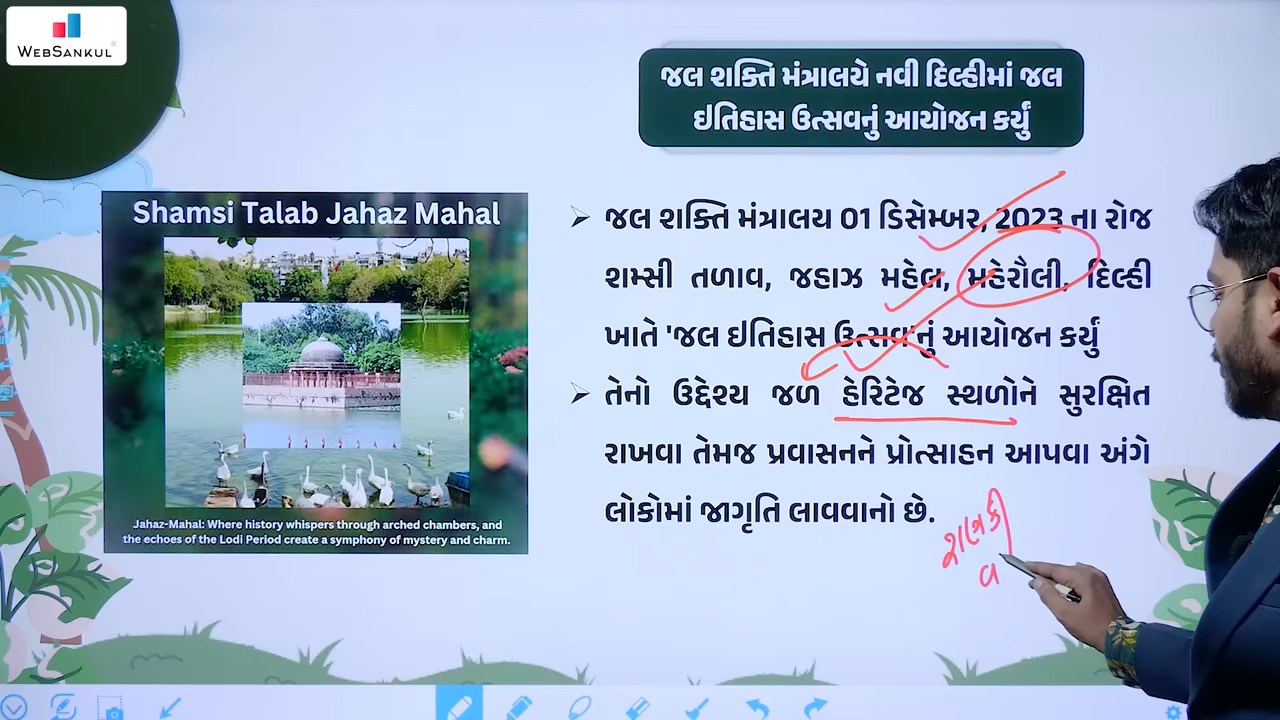 WEBSANKUL
જલ શક્તિ મંત્રાલયે નવી દિલ્હીમાં જલ
ઇતિહાસ ઉત્સવનું આયોજન કર્યું
Shamsi Talab Jahaz Mahal
Jahaz-Mahal: Where history whispers through arched chambers, and
the echoes of the Lodi Period create a symphony of mystery and charm.
➢ જલ શક્તિ મંત્રાલય 01 ડિસેમ્બર, 2023 ના રોજ
શમ્સી તળાવ, જહાઝ મહેલ, મહેરૌલી, દિલ્હી
ખાતે 'જલ ઇતિહાસ ઉત્સવ'નું આયોજન કર્યું
➢ તેનો ઉદ્દેશ્ય જળ હેરિટેજ સ્થળોને સુરક્ષિત
રાખવા તેમજ પ્રવાસનને પ્રોત્સાહન આપવા અંગે
લોકોમાં જાગૃતિ લાવવાનો છે.
વ